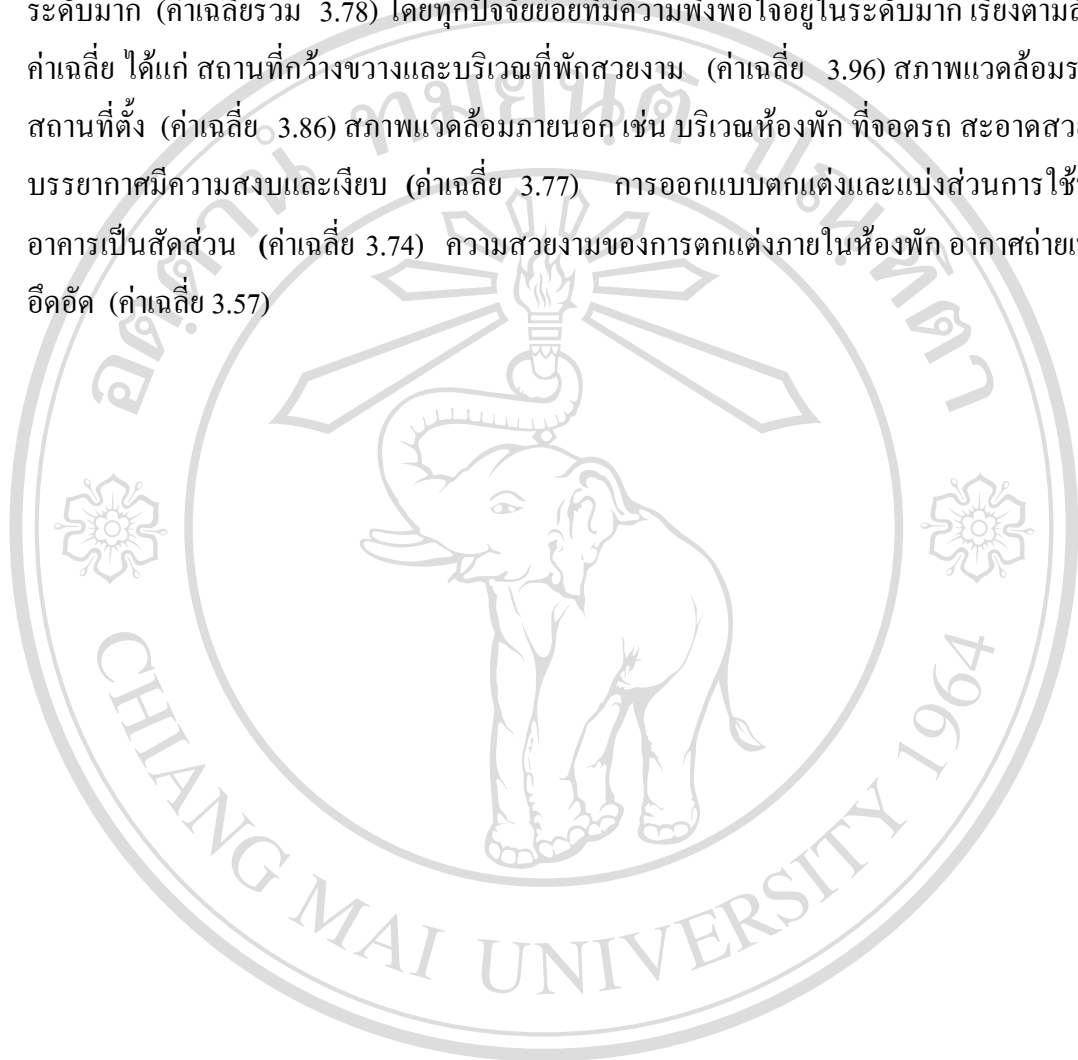 ระดับมาก (ค่าเฉลี่ยรวม 3.78) โดยทุกปัจจัยย่อยที่มีความพึงพอใจอยู่ในระดับมาก เรียงตาม
ค่าเฉลี่ย ได้แก่ สถานที่กว้างขวางและบริเวณที่พักสวยงาม (ค่าเฉลี่ย 3.96) สภาพแวดล้อม
สถานที่ตั้ง (ค่าเฉลี่ย 3.86) สภาพแวดล้อมภายนอก เช่น บริเวณห้องพัก ที่จอดรถ สะอาด
บรรยากาศมีความสงบและเงียบ (ค่าเฉลี่ย 3.77) การออกแบบตกแต่งและแบ่งส่วนการใช้
อาคารเป็นสัดส่วน (ค่าเฉลี่ย 3.74) ความสวยงามของการตกแต่งภายในห้องพัก อากาศ
อึดอัด (ค่าเฉลี่ย 3.57)
อตฺตานํ ทมยนฺติ ปณฺฑิตา
CHIANG MAI UNIVERSITY 1964